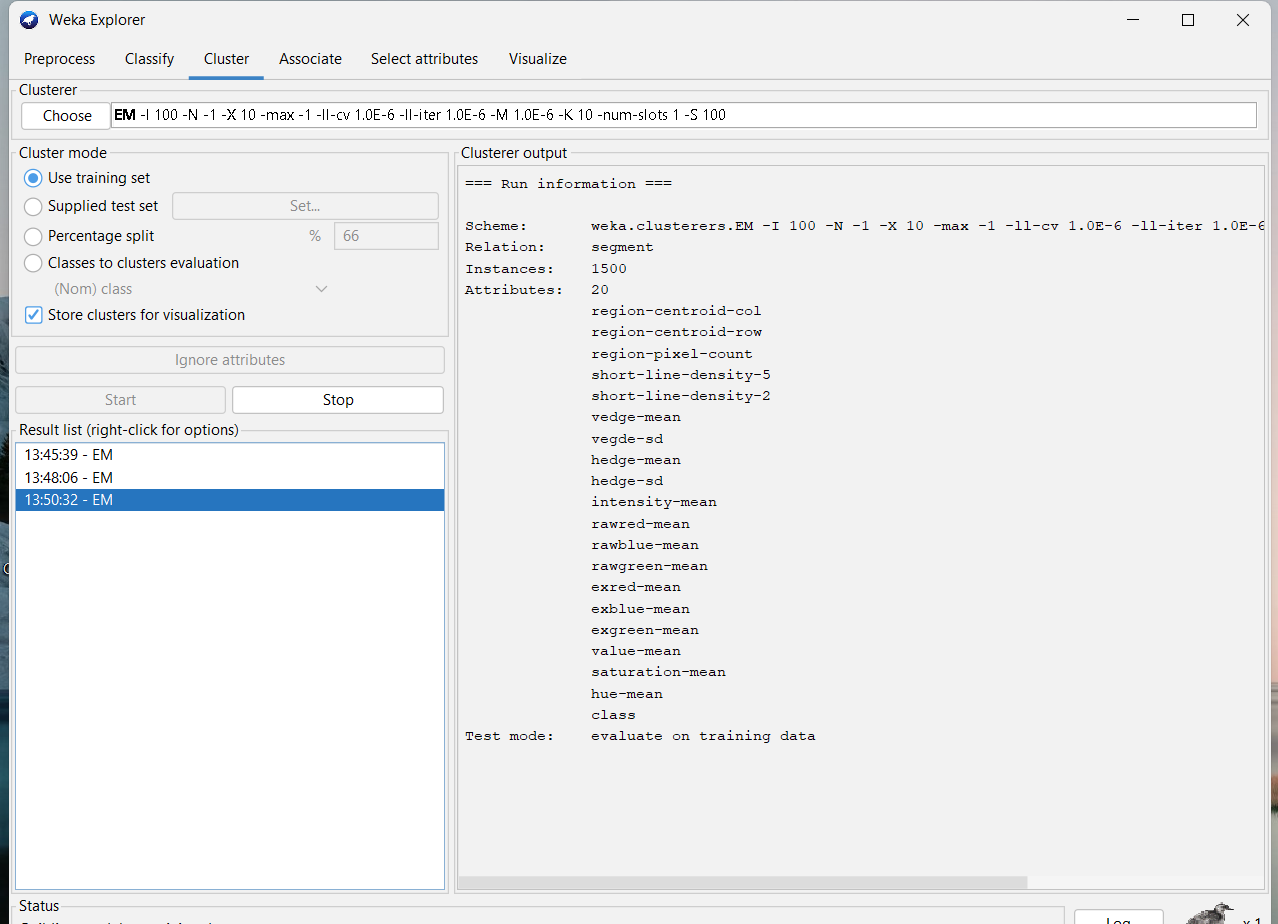 Weka Explorer
Preprocess Classify Cluster Associate Select attributes Visualize
Clusterer
Choose EM -I 100 -N -1 -X 10 -max -1 -ll-cv 1.0E-6 -ll-iter 1.0E-6 -M 1.0E-6 -K 10 -num-slots 1 -S 100
Cluster mode
Use training set
Supplied test set Set...
Percentage split % 66
Classes to clusters evaluation
(Nom) class
Store clusters for visualization
Ignore attributes
Start Stop
Result list (right-click for options)
13:45:39 - EM
13:48:06 - EM
13:50:32 - EM
Clusterer output
=== Run information ===
Scheme: weka.clusterers.EM -I 100 -N -1 -X 10 -max -1 -ll-cv 1.0E-6 -ll-iter 1.0E-6
Relation: segment
Instances: 1500
Attributes: 20
region-centroid-col
region-centroid-row
region-pixel-count
short-line-density-5
short-line-density-2
vedge-mean
vegde-sd
hedge-mean
hedge-sd
intensity-mean
rawred-mean
rawblue-mean
rawgreen-mean
exred-mean
exblue-mean
exgreen-mean
value-mean
saturation-mean
hue-mean
class
Test mode: evaluate on training data
Status
Log x 1